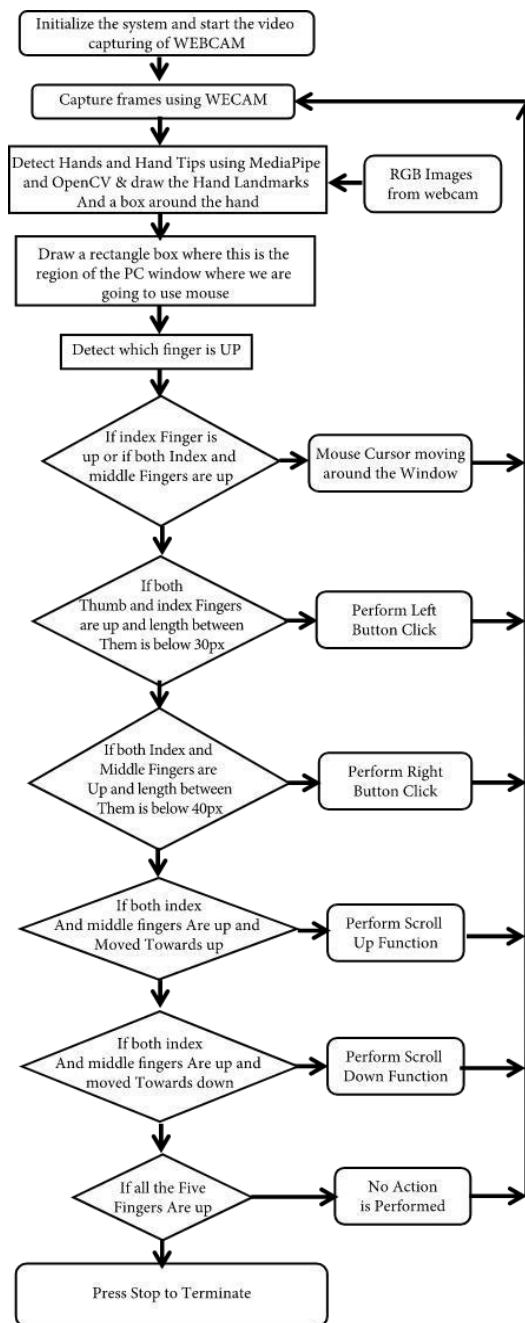 Initialize the system and start the video
capturing of WEBCAM
Capture frames using WECAM
Detect Hands and Hand Tips using MediaPipe
and OpenCV & draw the Hand Landmarks
And a box around the hand
RGB Images
from webcam
Draw a rectangle box where this is the
region of the PC window where we are
going to use mouse
Detect which finger is UP
If index Finger is
up or if both Index and
middle Fingers are up
Mouse Cursor moving
around the Window
If both
Thumb and index Fingers
are up and length between
Them is below 30px
Perform Left
Button Click
If both Index and
Middle Fingers are
Up and length between
Them is below 40px
Perform Right
Button Click
If both index
And middle fingers Are up and
Moved Towards up
Perform Scroll
Up Function
If both index
And middle fingers Are up and
moved Towards down
Perform Scroll
Down Function
If all the Five
Fingers Are up
No Action
is Performed
Press Stop to Terminate